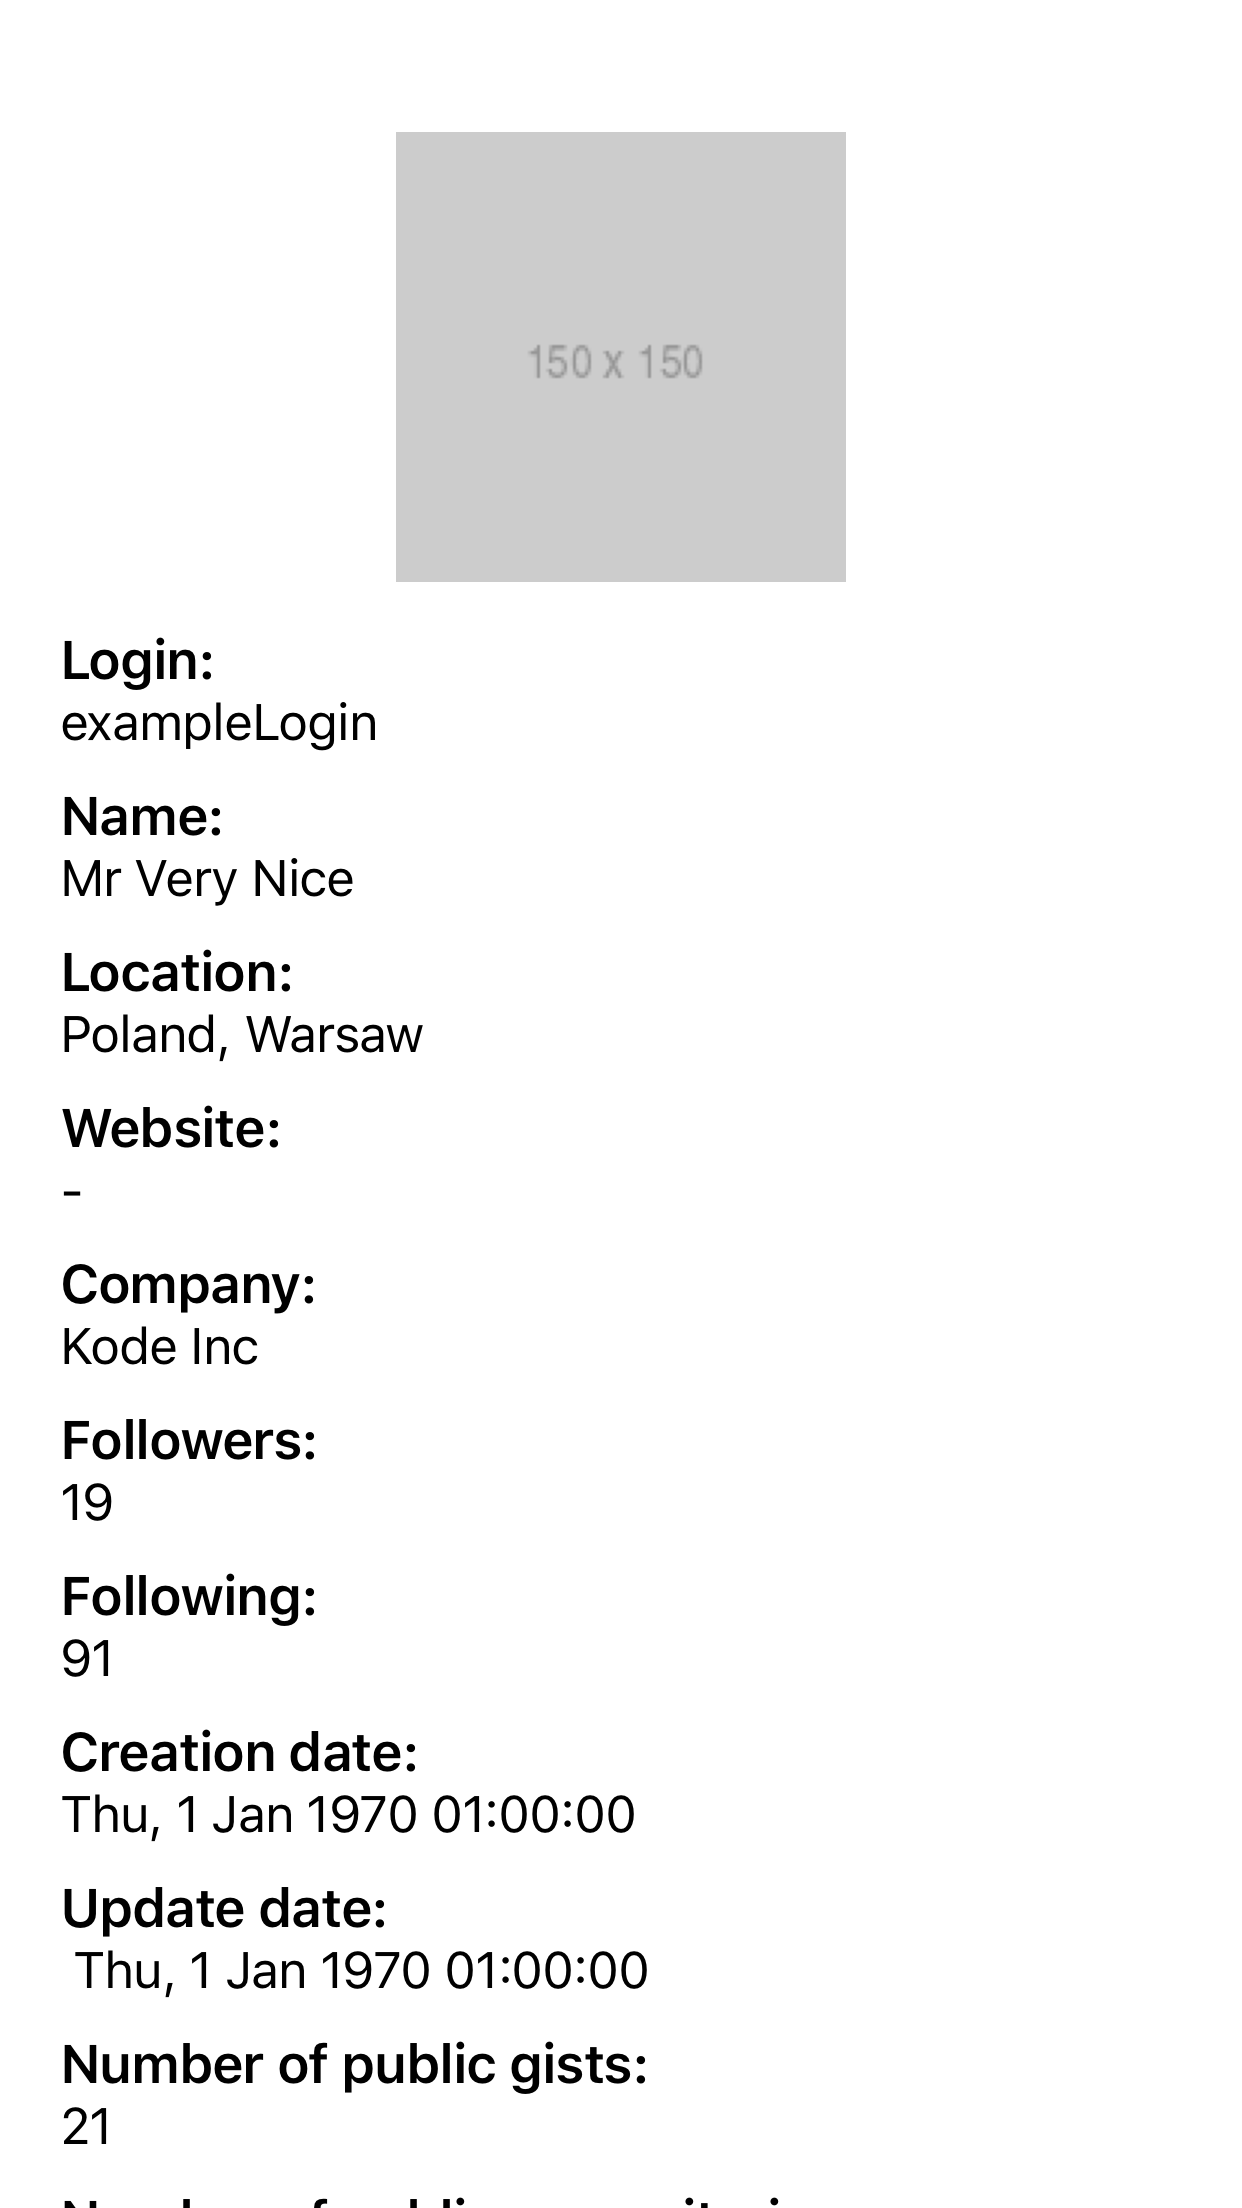 150 x 150
Login:
exampleLogin
Name:
Mr Very Nice
Location:
Poland, Warsaw
Website:
-
Company:
Kode Inc
Followers:
19
Following:
91
Creation date:
Thu, 1 Jan 1970 01:00:00
Update date:
Thu, 1 Jan 1970 01:00:00
Number of public gists:
21